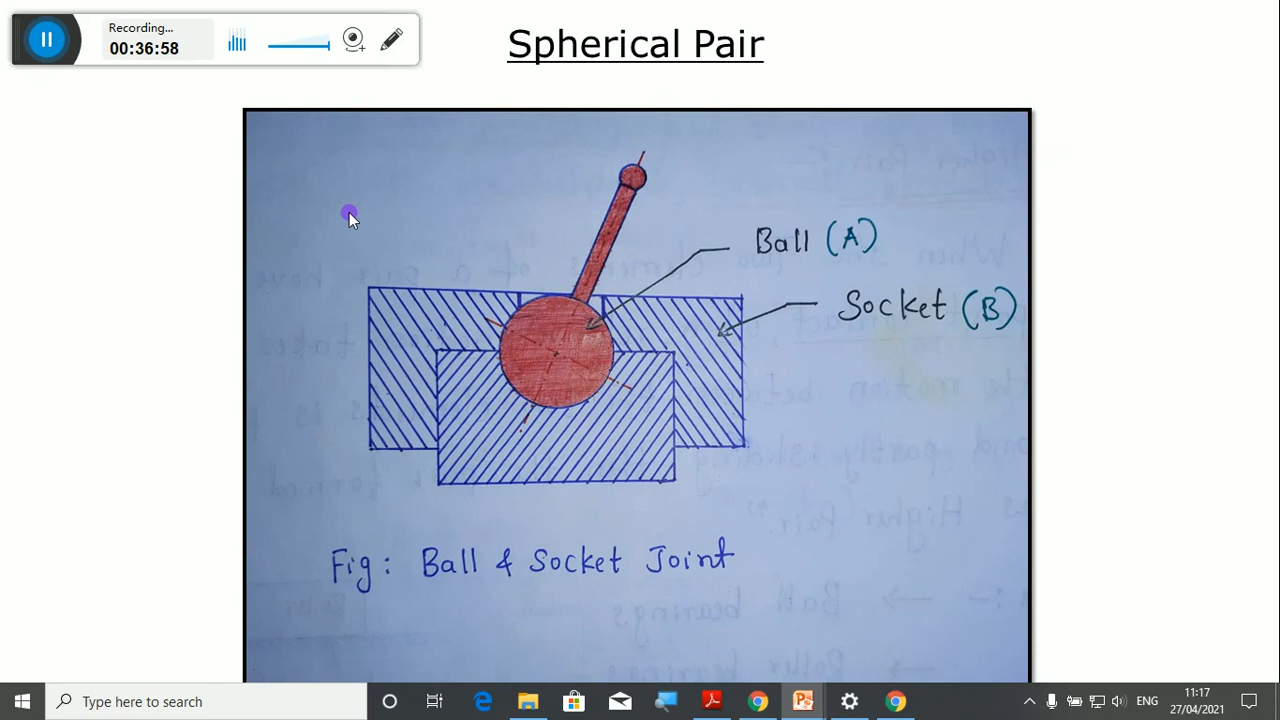 Recording...
00:36:58
Spherical Pair
Ball (A)
Socket (B)
Fig: Ball & Socket Joint
Type here to search
ENG
11:17
27/04/2021